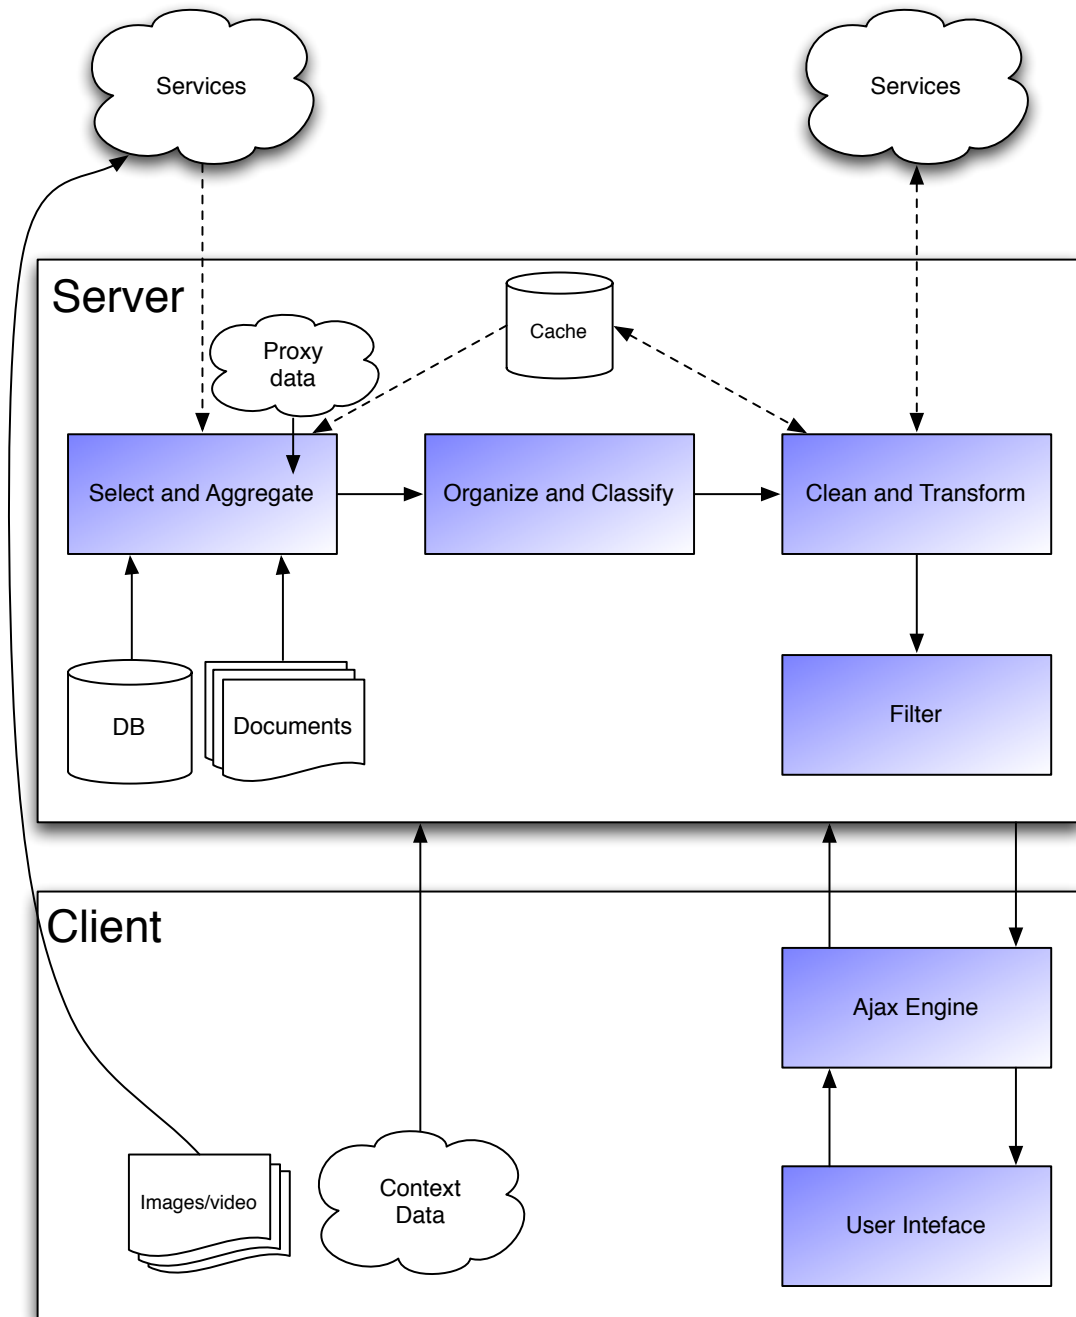 Services
Services
Server
Cache
Proxy
data
Select and Aggregate
Organize and Classify
Clean and Transform
DB
Documents
Filter
Client
Ajax Engine
Images/video
Context
Data
User Inteface